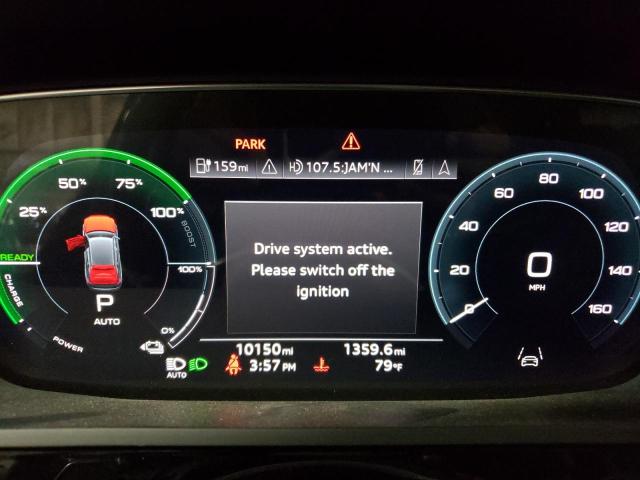 PARK
159mi
107.5:JAM'N ...
25%
50%
75%
100%
BOOST
READY
CHARGE
POWER
100%
0%
P
AUTO
Drive system active.
Please switch off the
ignition
0
20
40
60
80
100
120
140
160
0
MPH
10150mi
1359.6mi
AUTO
3:57PM
79°F